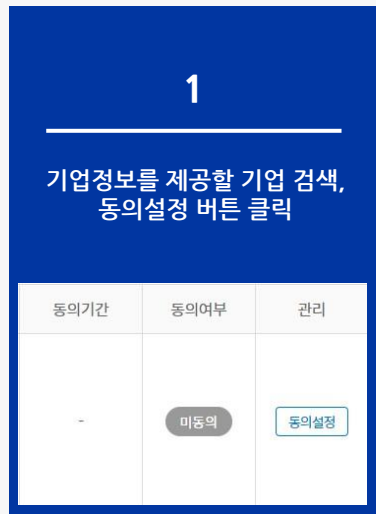 1
기업정보를 제공할 기업 검색,
동의설정 버튼 클릭
동의기간 동의여부 관리
- 미동의 동의설정